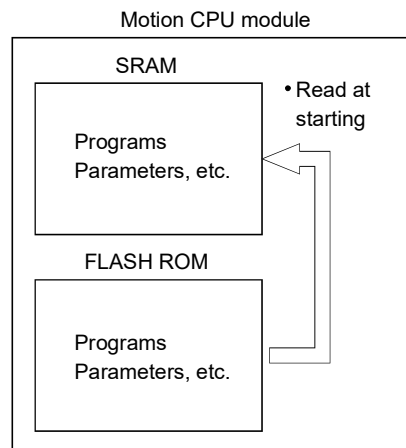 Motion CPU module
SRAM
• Read at
starting
Programs
Parameters, etc.
FLASH ROM
Programs
Parameters, etc.